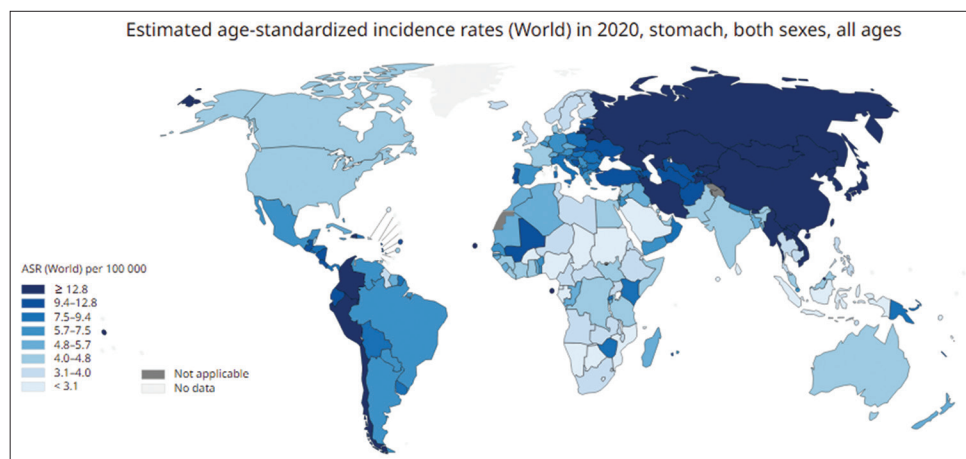 Estimated age-standardized incidence rates (World) in 2020, stomach, both sexes, all ages
ASR (World) per 100 000
≥ 12.8
9.4–12.8
7.5–9.4
5.7–7.5
4.8–5.7
4.0–4.8
3.1–4.0
< 3.1
Not applicable
No data